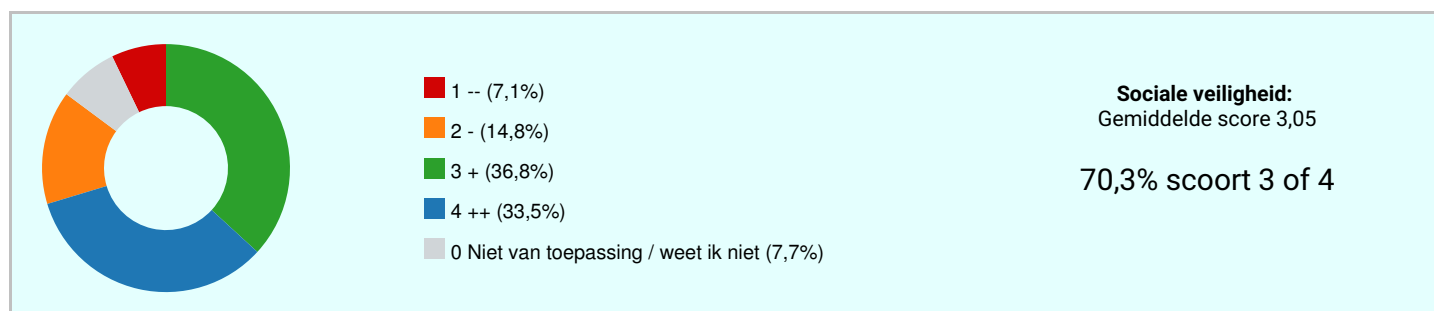 1 -- (7,1%)
2 - (14,8%)
3 + (36,8%)
4 ++ (33,5%)
0 Niet van toepassing / weet ik niet (7,7%)
Sociale veiligheid:
Gemiddelde score 3,05
70,3% scoort 3 of 4